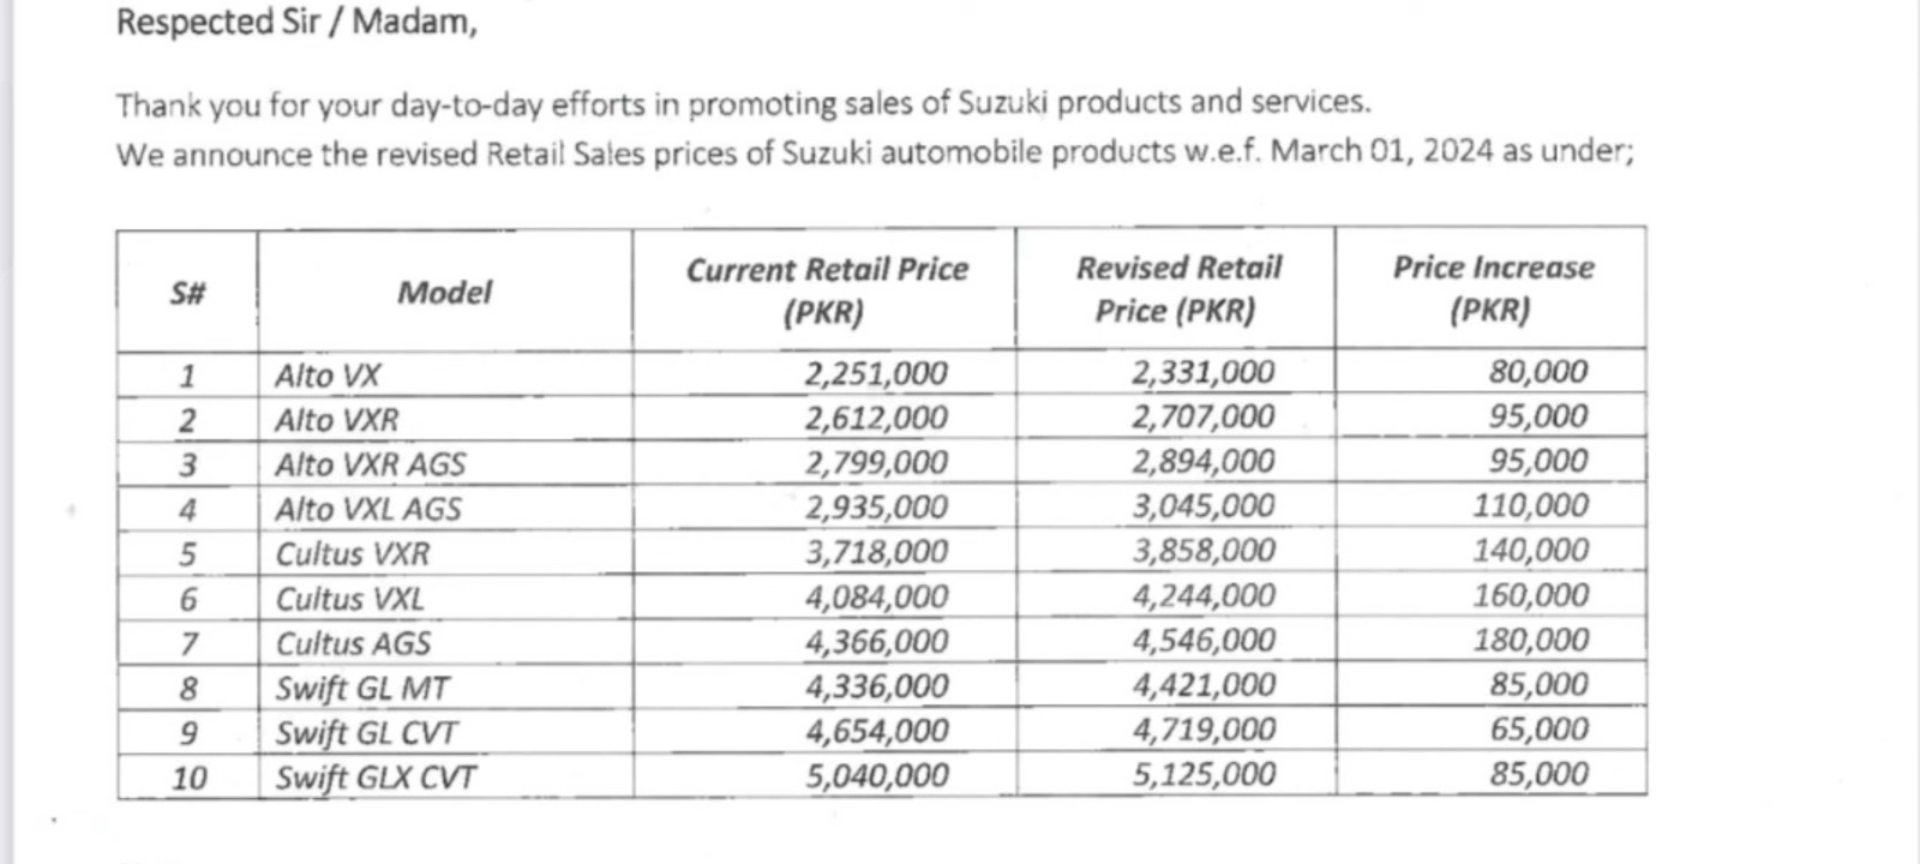 Respected Sir / Madam,
Thank you for your day-to-day efforts in promoting sales of Suzuki products and services.
We announce the revised Retail Sales prices of Suzuki automobile products w.e.f. March 01, 2024 as under;
S# Model Current Retail Price (PKR) Revised Retail Price (PKR) Price Increase (PKR)
1 Alto VX 2,251,000 2,331,000 80,000
2 Alto VXR 2,612,000 2,707,000 95,000
3 Alto VXR AGS 2,799,000 2,894,000 95,000
4 Alto VXL AGS 2,935,000 3,045,000 110,000
5 Cultus VXR 3,718,000 3,858,000 140,000
6 Cultus VXL 4,084,000 4,244,000 160,000
7 Cultus AGS 4,366,000 4,546,000 180,000
8 Swift GL MT 4,336,000 4,421,000 85,000
9 Swift GL CVT 4,654,000 4,719,000 65,000
10 Swift GLX CVT 5,040,000 5,125,000 85,000